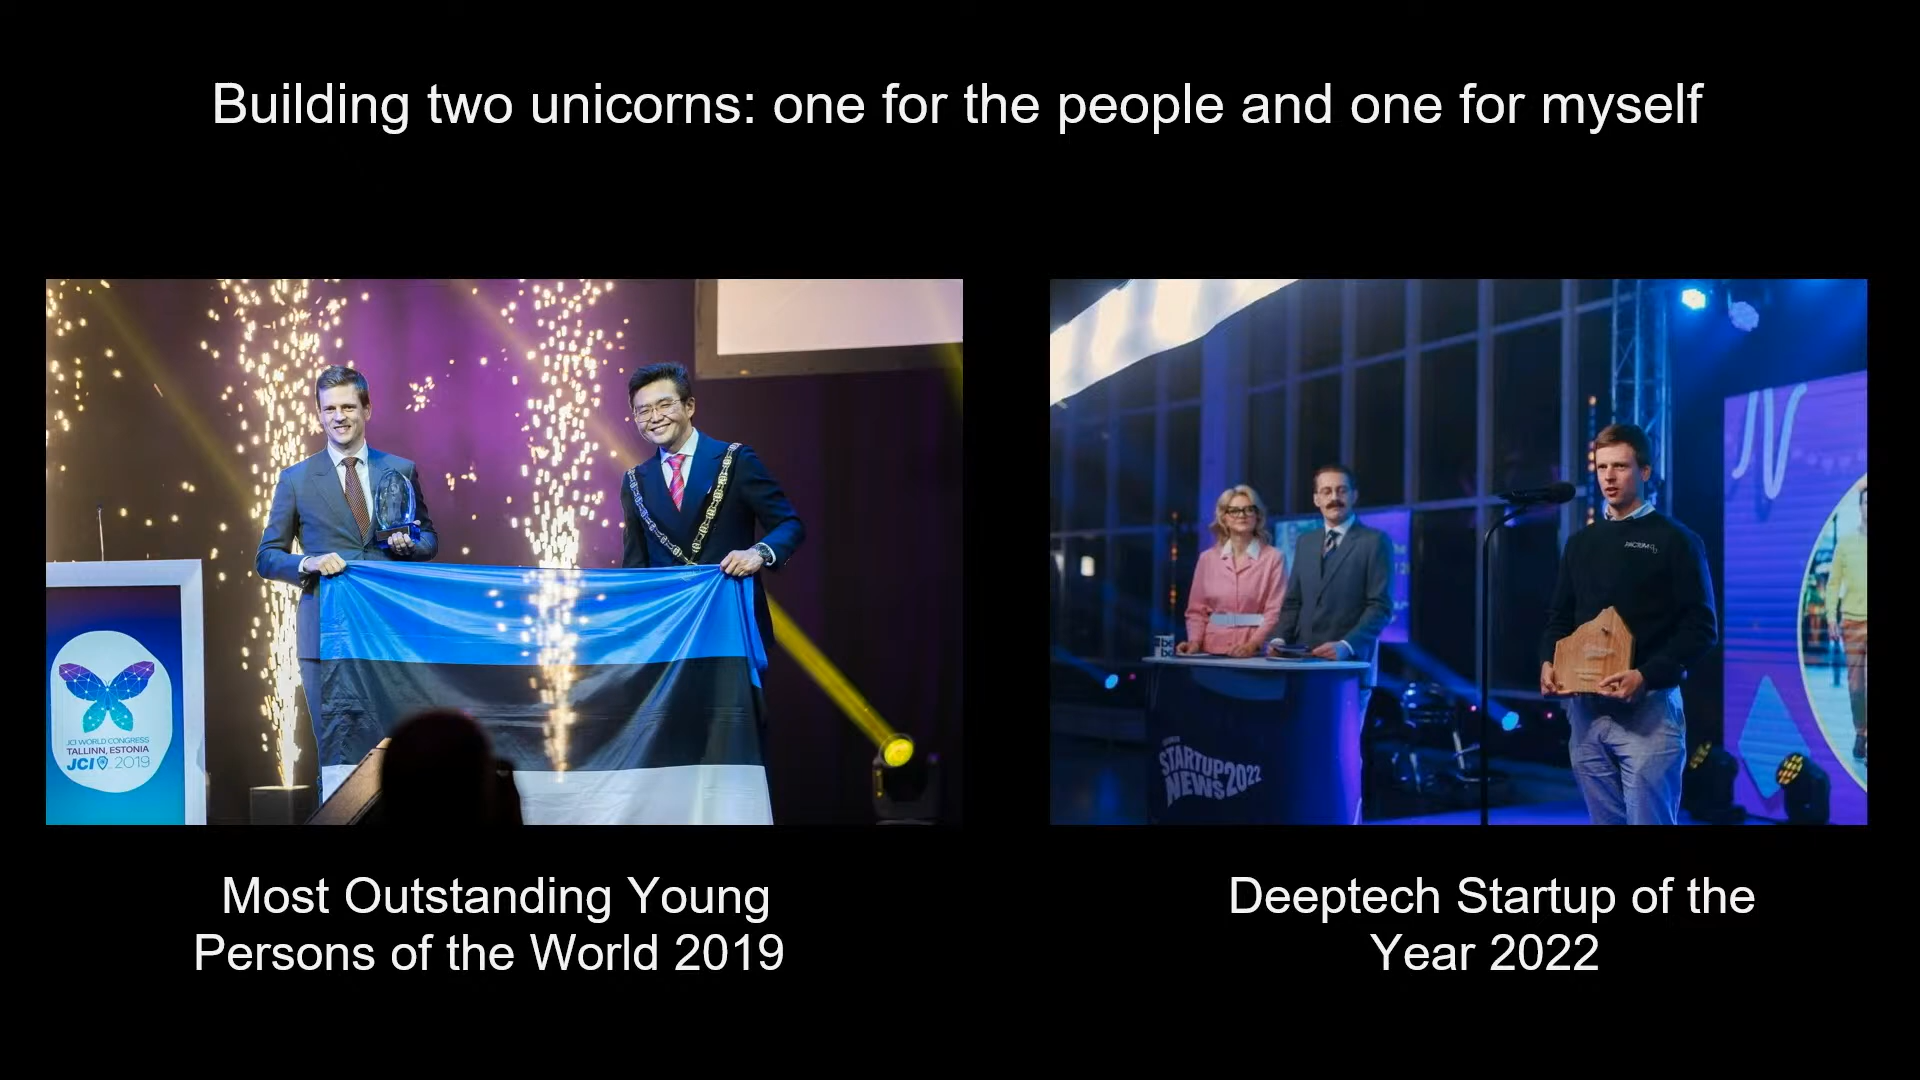 Building two unicorns: one for the people and one for myself
JCI WORLD CONGRESS
TALLINN, ESTONIA
JCI 2019
STARTUP
NEWS 2022
PACTUM
Most Outstanding Young
Persons of the World 2019
Deeptech Startup of the
Year 2022